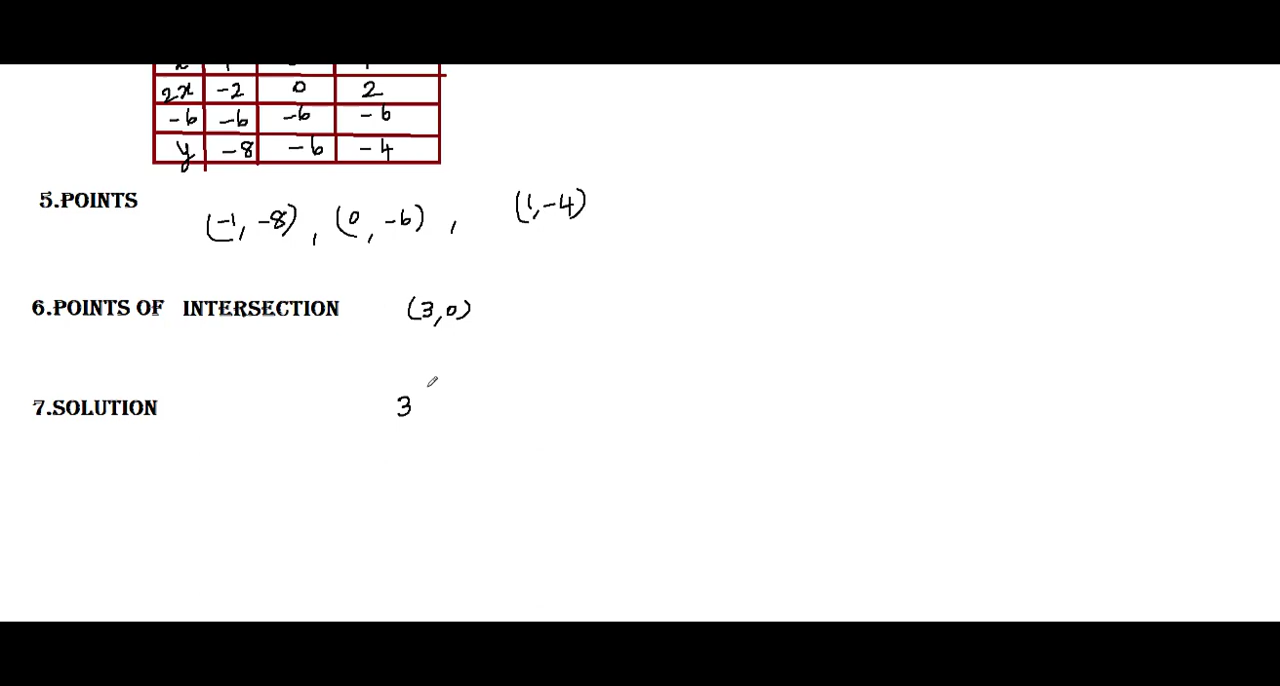 2x -2 0 2
-6 -6 -6 -6
y -8 -6 -4
5.POINTS (-1, -8), (0, -6), (1, -4)
6.POINTS OF INTERSECTION (3,0)
7.SOLUTION 3